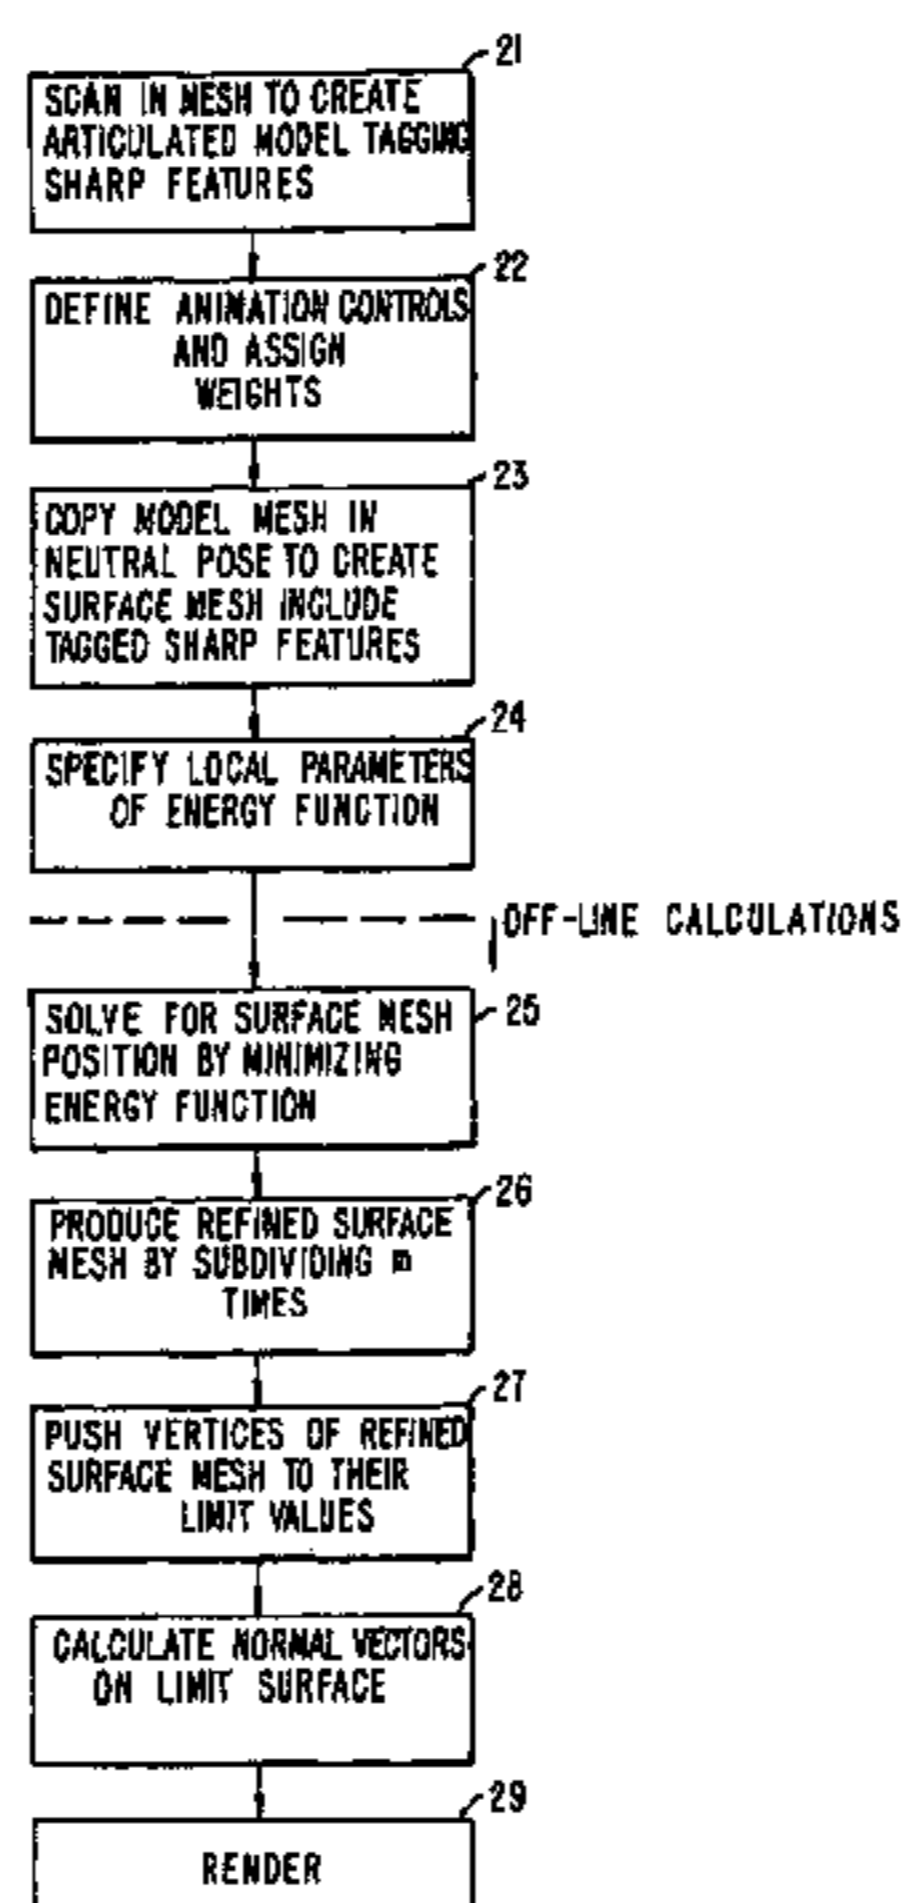 21
SCAN IN MESH TO CREATE
ARTICULATED MODEL TAGGING
SHARP FEATURES
22
DEFINE ANIMATION CONTROLS
AND ASSIGN
WEIGHTS
23
COPY MODEL MESH IN
NEUTRAL POSE TO CREATE
SURFACE MESH INCLUDE
TAGGED SHARP FEATURES
24
SPECIFY LOCAL PARAMETERS
OF ENERGY FUNCTION
OFF-LINE CALCULATIONS
25
SOLVE FOR SURFACE MESH
POSITION BY MINIMIZING
ENERGY FUNCTION
26
PRODUCE REFINED SURFACE
MESH BY SUBDIVIDING m
TIMES
27
PUSH VERTICES OF REFINED
SURFACE MESH TO THEIR
LIMIT VALUES
28
CALCULATE NORMAL VECTORS
ON LIMIT SURFACE
29
RENDER